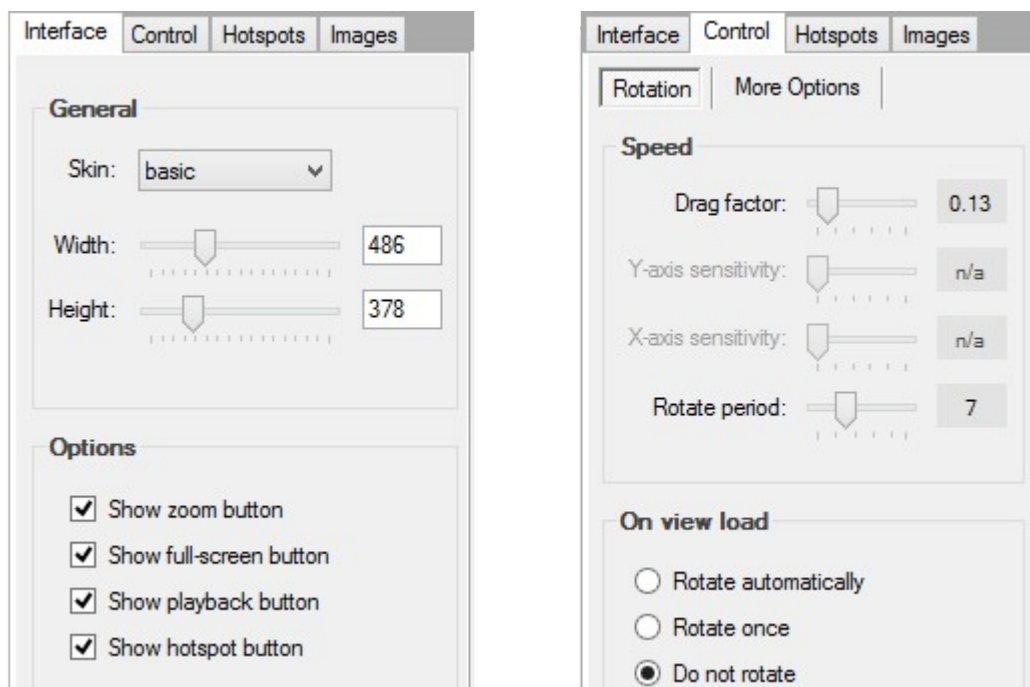 Interface Control Hotspots Images
General
Skin: basic
Width: 486
Height: 378
Options
Show zoom button
Show full-screen button
Show playback button
Show hotspot button
Interface Control Hotspots Images
Rotation More Options
Speed
Drag factor: 0.13
Y-axis sensitivity: n/a
X-axis sensitivity: n/a
Rotate period: 7
On view load
Rotate automatically
Rotate once
Do not rotate